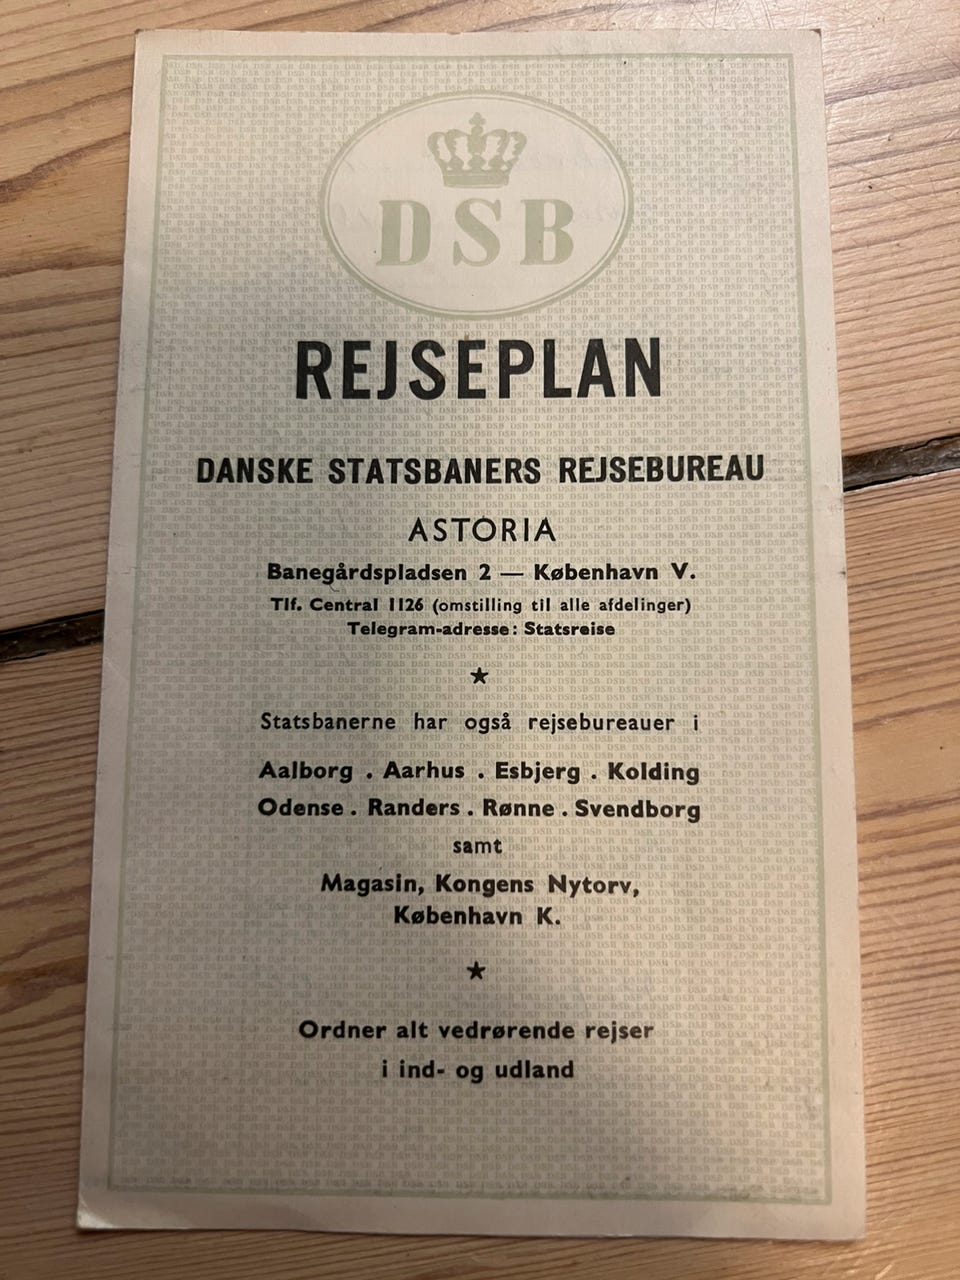 DSB
REJSEPLAN
DANSKE STATSBANERS REJSEBUREAU
ASTORIA
Banegårdspladsen 2 — København V.
Tlf. Central 1126 (omstilling til alle afdelinger)
Telegram-adresse: Statsreise
★
Statsbanerne har også rejsebureauer i
Aalborg . Aarhus . Esbjerg . Kolding
Odense . Randers . Rønne . Svendborg
samt
Magasin, Kongens Nytorv,
København K.
★
Ordner alt vedrørende rejser
i ind- og udland